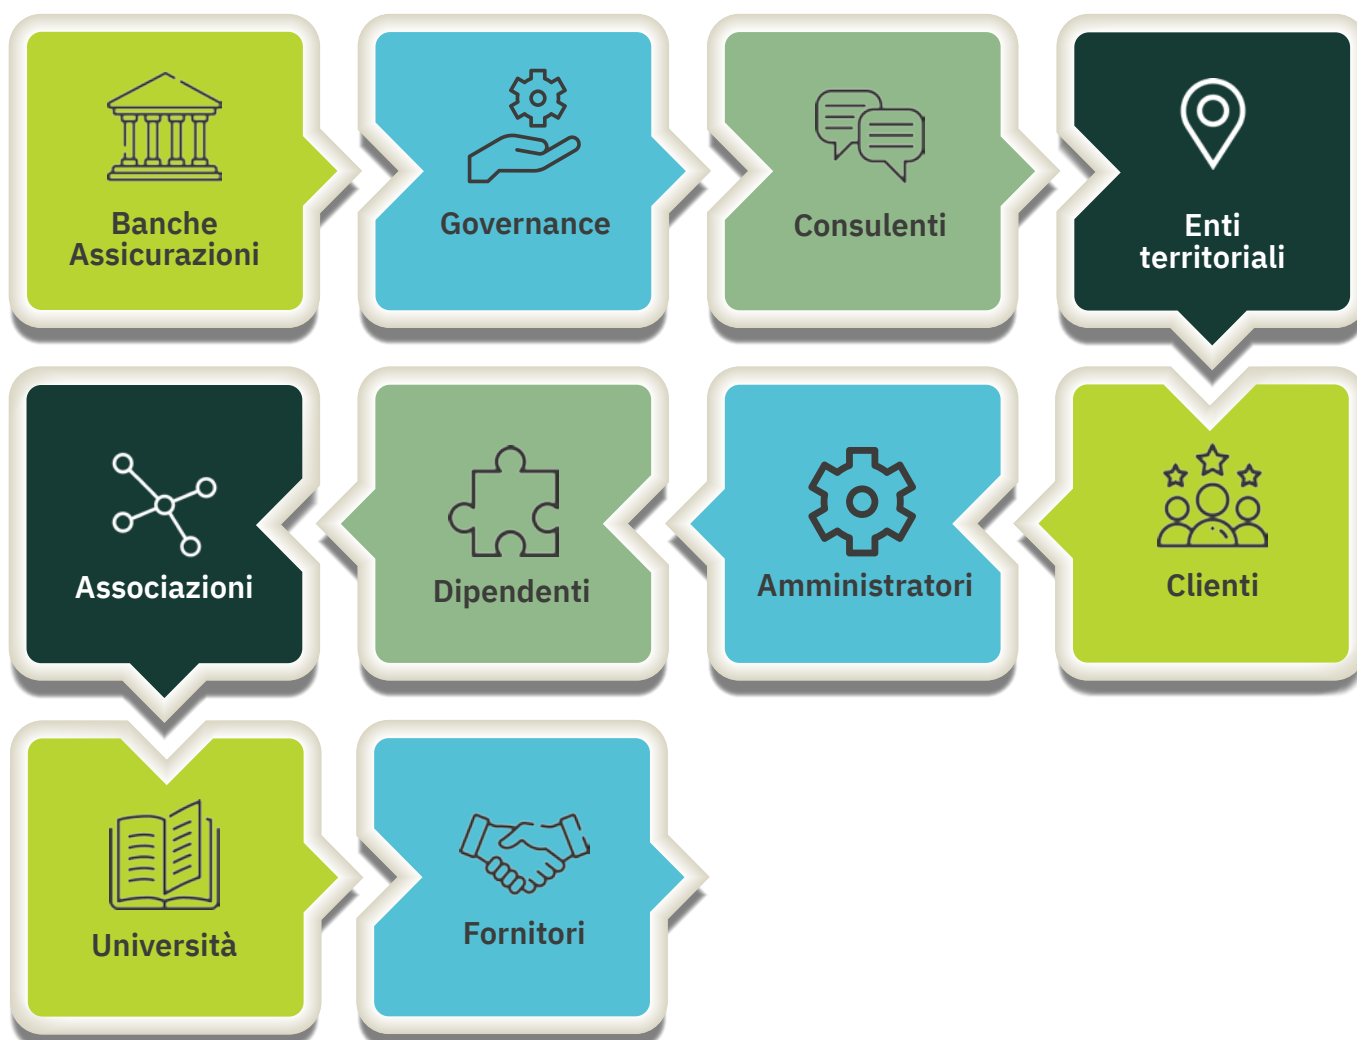 Banche
Assicurazioni
Governance
Consulenti
Enti
territoriali
Associazioni
Dipendenti
Amministratori
Clienti
Università
Fornitori